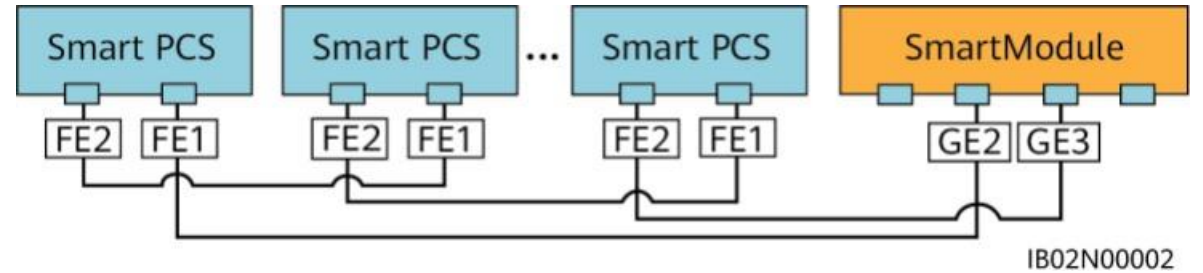 Smart PCS Smart PCS ... Smart PCS SmartModule
FE2 FE1 FE2 FE1 FE2 FE1 GE2 GE3
IB02N00002